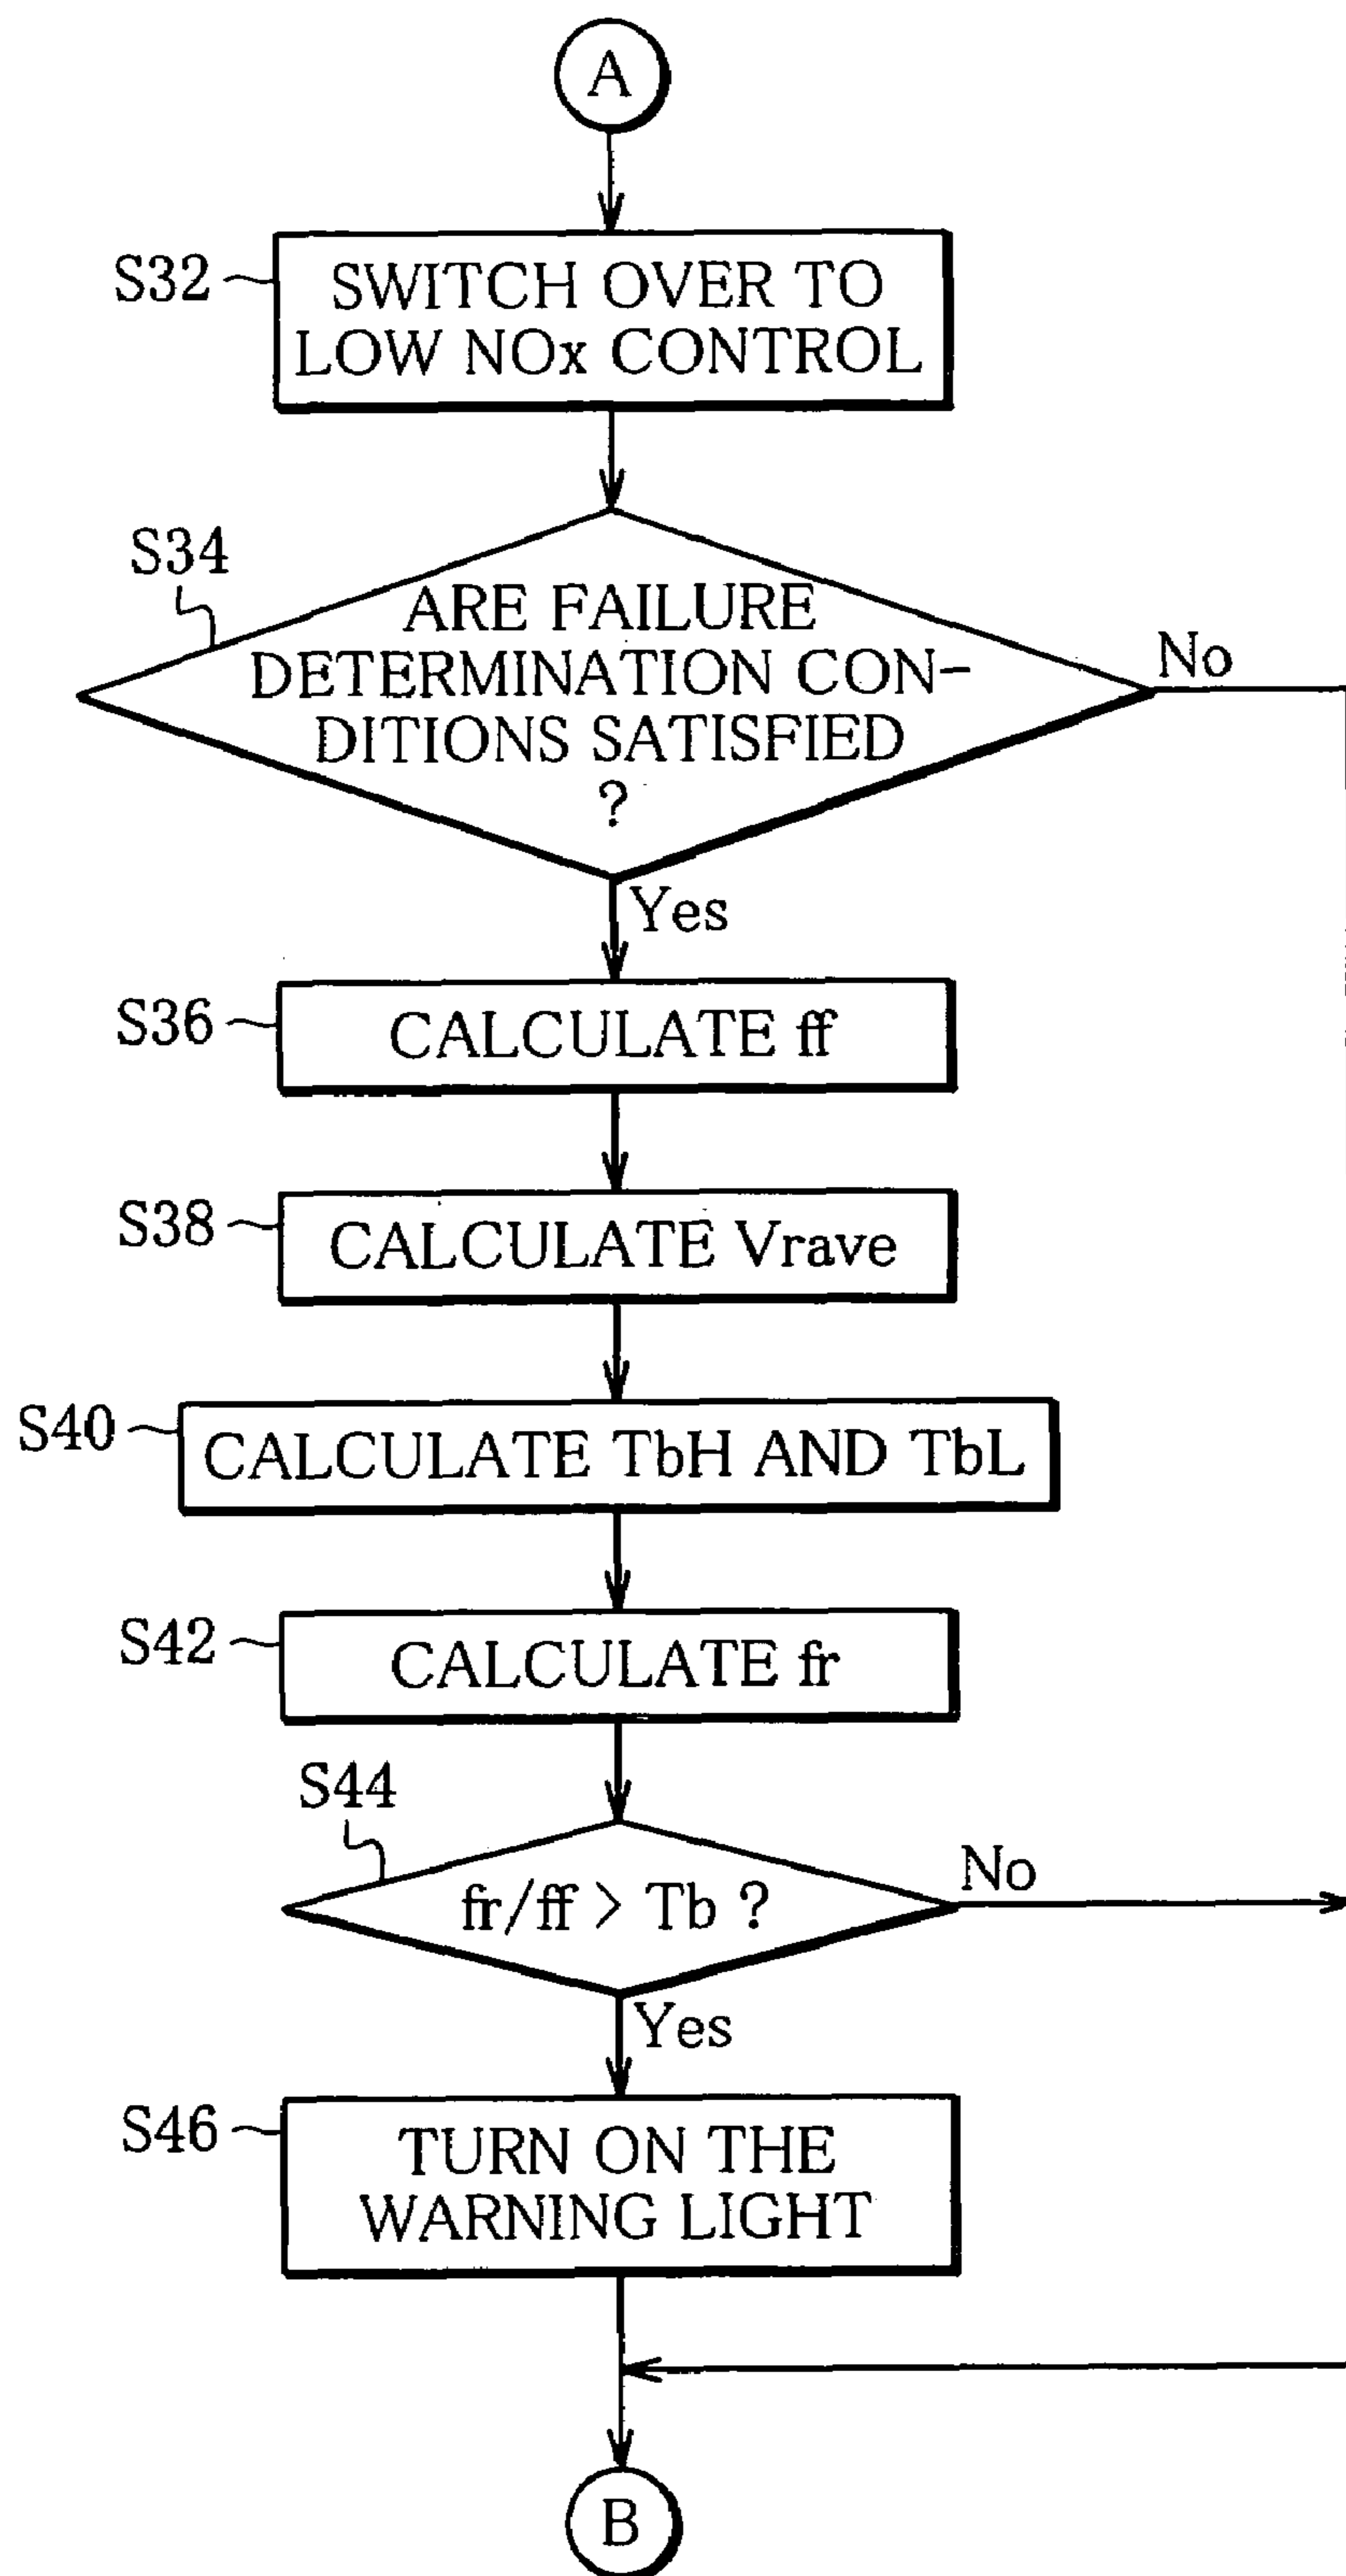 A
S32
SWITCH OVER TO
LOW NOx CONTROL
S34
ARE FAILURE
DETERMINATION CON-
DITIONS SATISFIED
?
No
Yes
S36
CALCULATE ff
S38
CALCULATE Vrave
S40
CALCULATE TbH AND TbL
S42
CALCULATE fr
S44
fr/ff > Tb ?
No
Yes
S46
TURN ON THE
WARNING LIGHT
B